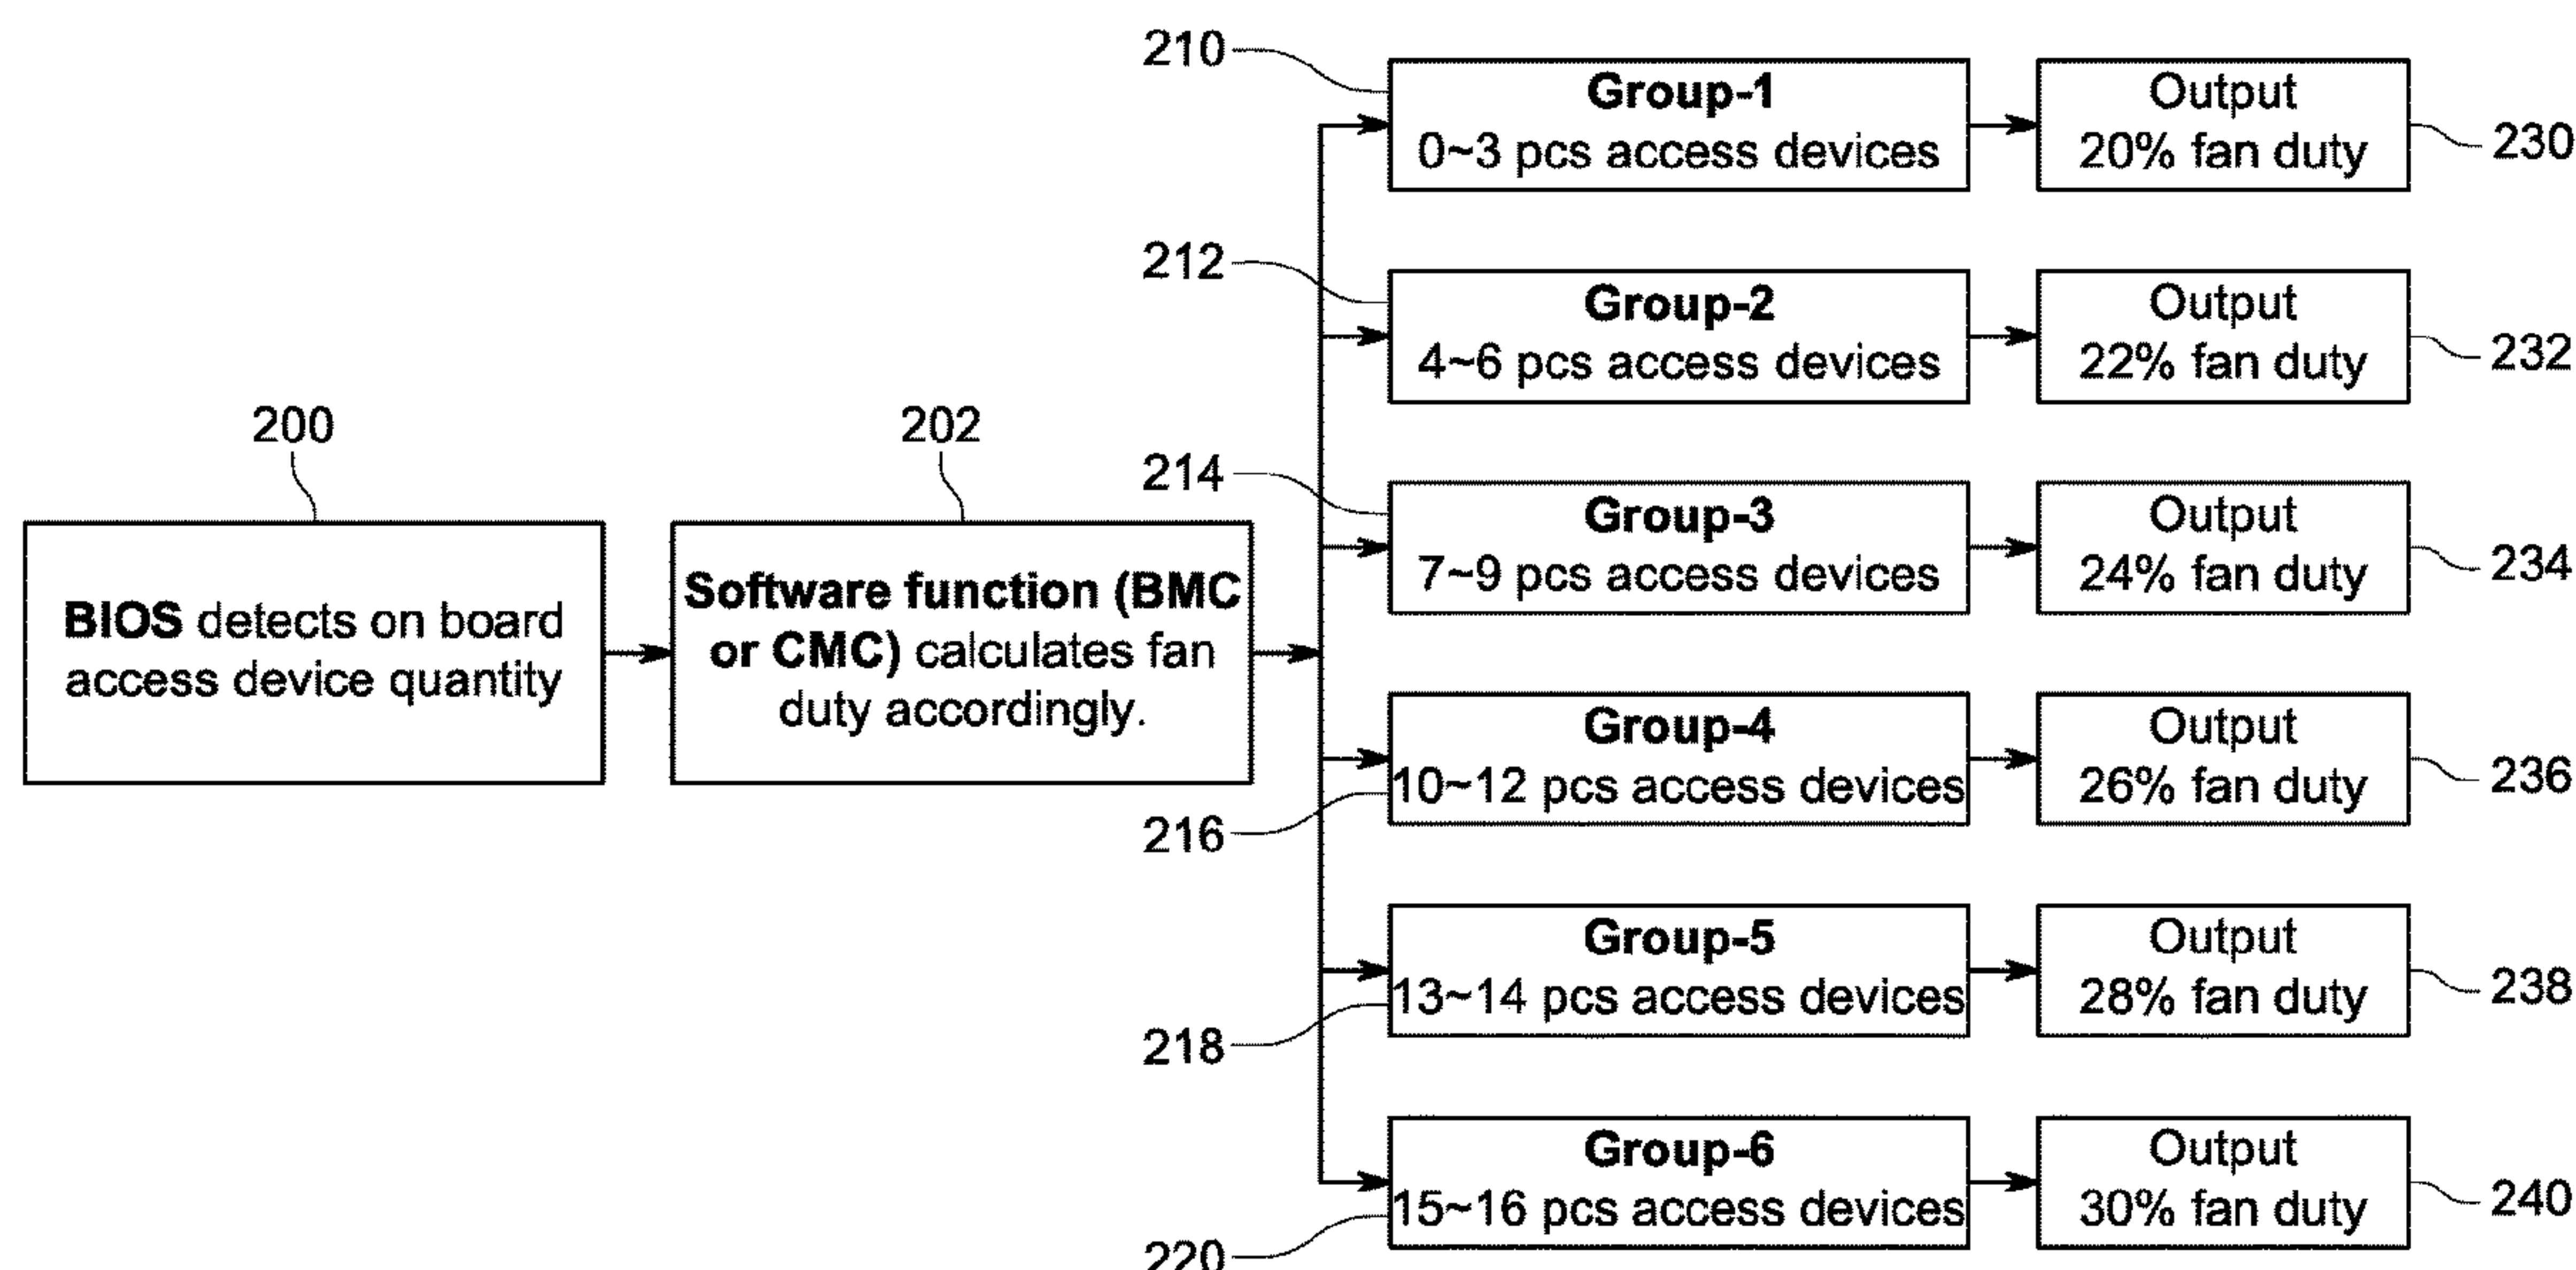 200
BIOS detects on board
access device quantity
202
Software function (BMC
or CMC) calculates fan
duty accordingly.
210
Group-1
0~3 pcs access devices
Output
20% fan duty
230
212
Group-2
4~6 pcs access devices
Output
22% fan duty
232
214
Group-3
7~9 pcs access devices
Output
24% fan duty
234
216
Group-4
10~12 pcs access devices
Output
26% fan duty
236
218
Group-5
13~14 pcs access devices
Output
28% fan duty
238
220
Group-6
15~16 pcs access devices
Output
30% fan duty
240